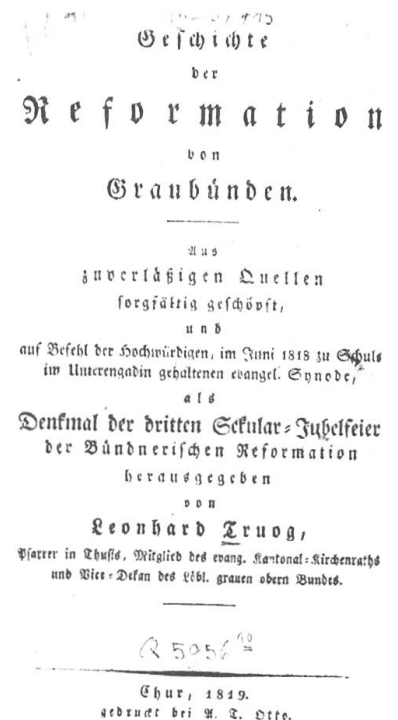 Geschichte
der
Reformation
von
Graubünden.
Aus
zuverläßigen Quellen
sorgfältig geschöpft,
und
auf Befehl der Hochwürdigen, im Juni 1818 zu Schuls
im Unterengadin gehaltenen evangel. Synode,
als
Denkmal der dritten Sekular-Jubelfeier
der Bündnerischen Reformation
herausgegeben
von
Leonhard Truog,
Pfarrer in Thusis, Mitglied des evang. Kantonal-Kirchenraths
und Vice-Dekan des Löbl. grauen obern Bundes.
R 5956
Chur, 1819.
gedruckt bei A. T. Otto.